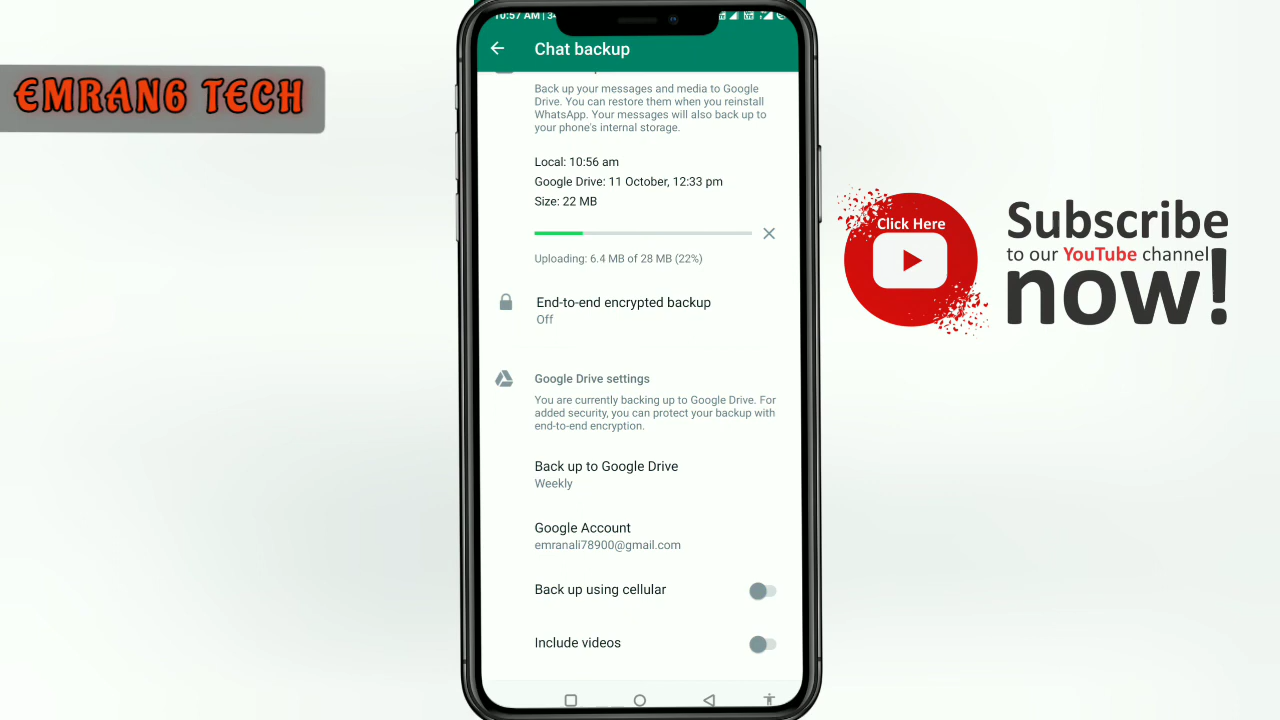 EMRAN6 TECH
10:57 AM | 34
Chat backup
Back up your messages and media to Google
Drive. You can restore them when you reinstall
WhatsApp. Your messages will also back up to
your phone's internal storage.
Local: 10:56 am
Google Drive: 11 October, 12:33 pm
Size: 22 MB
Uploading: 6.4 MB of 28 MB (22%)
End-to-end encrypted backup
Off
Google Drive settings
You are currently backing up to Google Drive. For
added security, you can protect your backup with
end-to-end encryption.
Back up to Google Drive
Weekly
Google Account
emranali78900@gmail.com
Back up using cellular
Include videos
Click Here
Subscribe
to our YouTube channel
now!